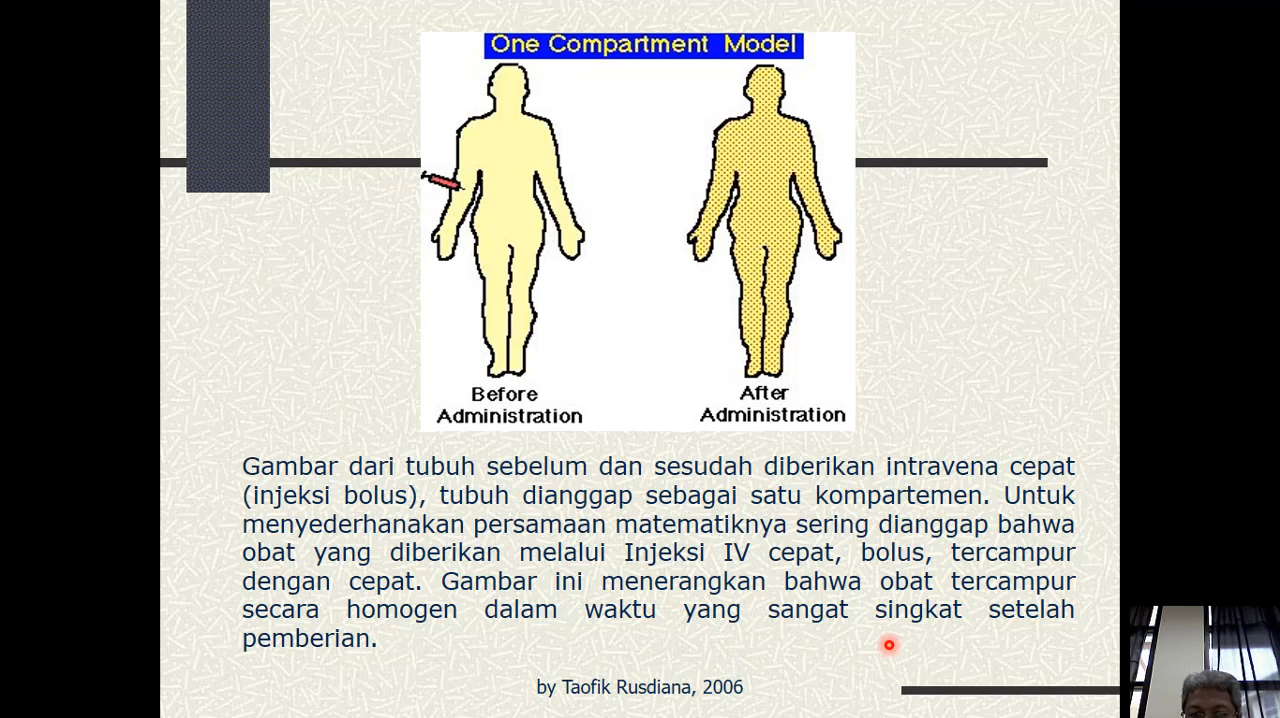 One Compartment Model
Before
Administration
After
Administration
Gambar dari tubuh sebelum dan sesudah diberikan intravena cepat
(injeksi bolus), tubuh dianggap sebagai satu kompartemen. Untuk
menyederhanakan persamaan matematiknya sering dianggap bahwa
obat yang diberikan melalui Injeksi IV cepat, bolus, tercampur
dengan cepat. Gambar ini menerangkan bahwa obat tercampur
secara homogen dalam waktu yang sangat singkat setelah
pemberian.
by Taofik Rusdiana, 2006